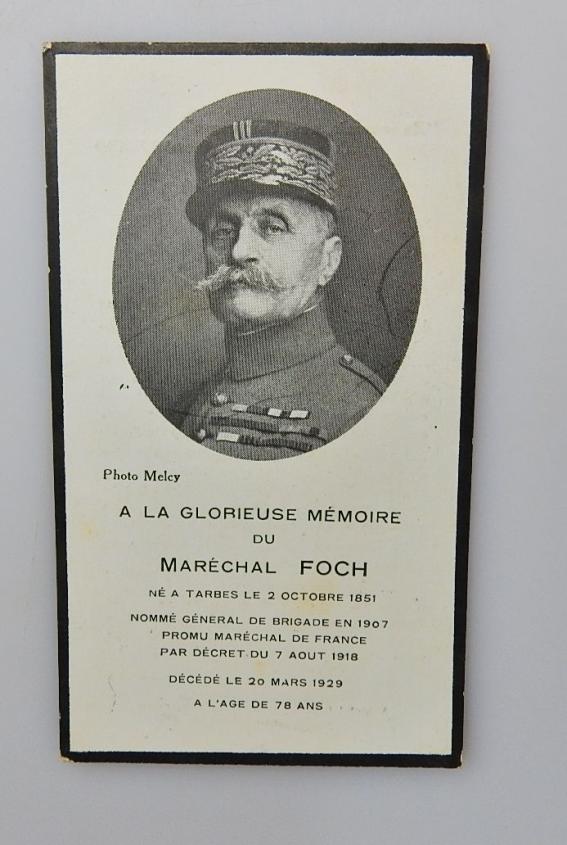 Photo Melcy
A LA GLORIEUSE MÉMOIRE
DU
MARÉCHAL FOCH
NÉ A TARBES LE 2 OCTOBRE 1851
NOMMÉ GÉNÉRAL DE BRIGADE EN 1907
PROMU MARÉCHAL DE FRANCE
PAR DÉCRET DU 7 AOUT 1918
DÉCÉDÉ LE 20 MARS 1929
A L'AGE DE 78 ANS